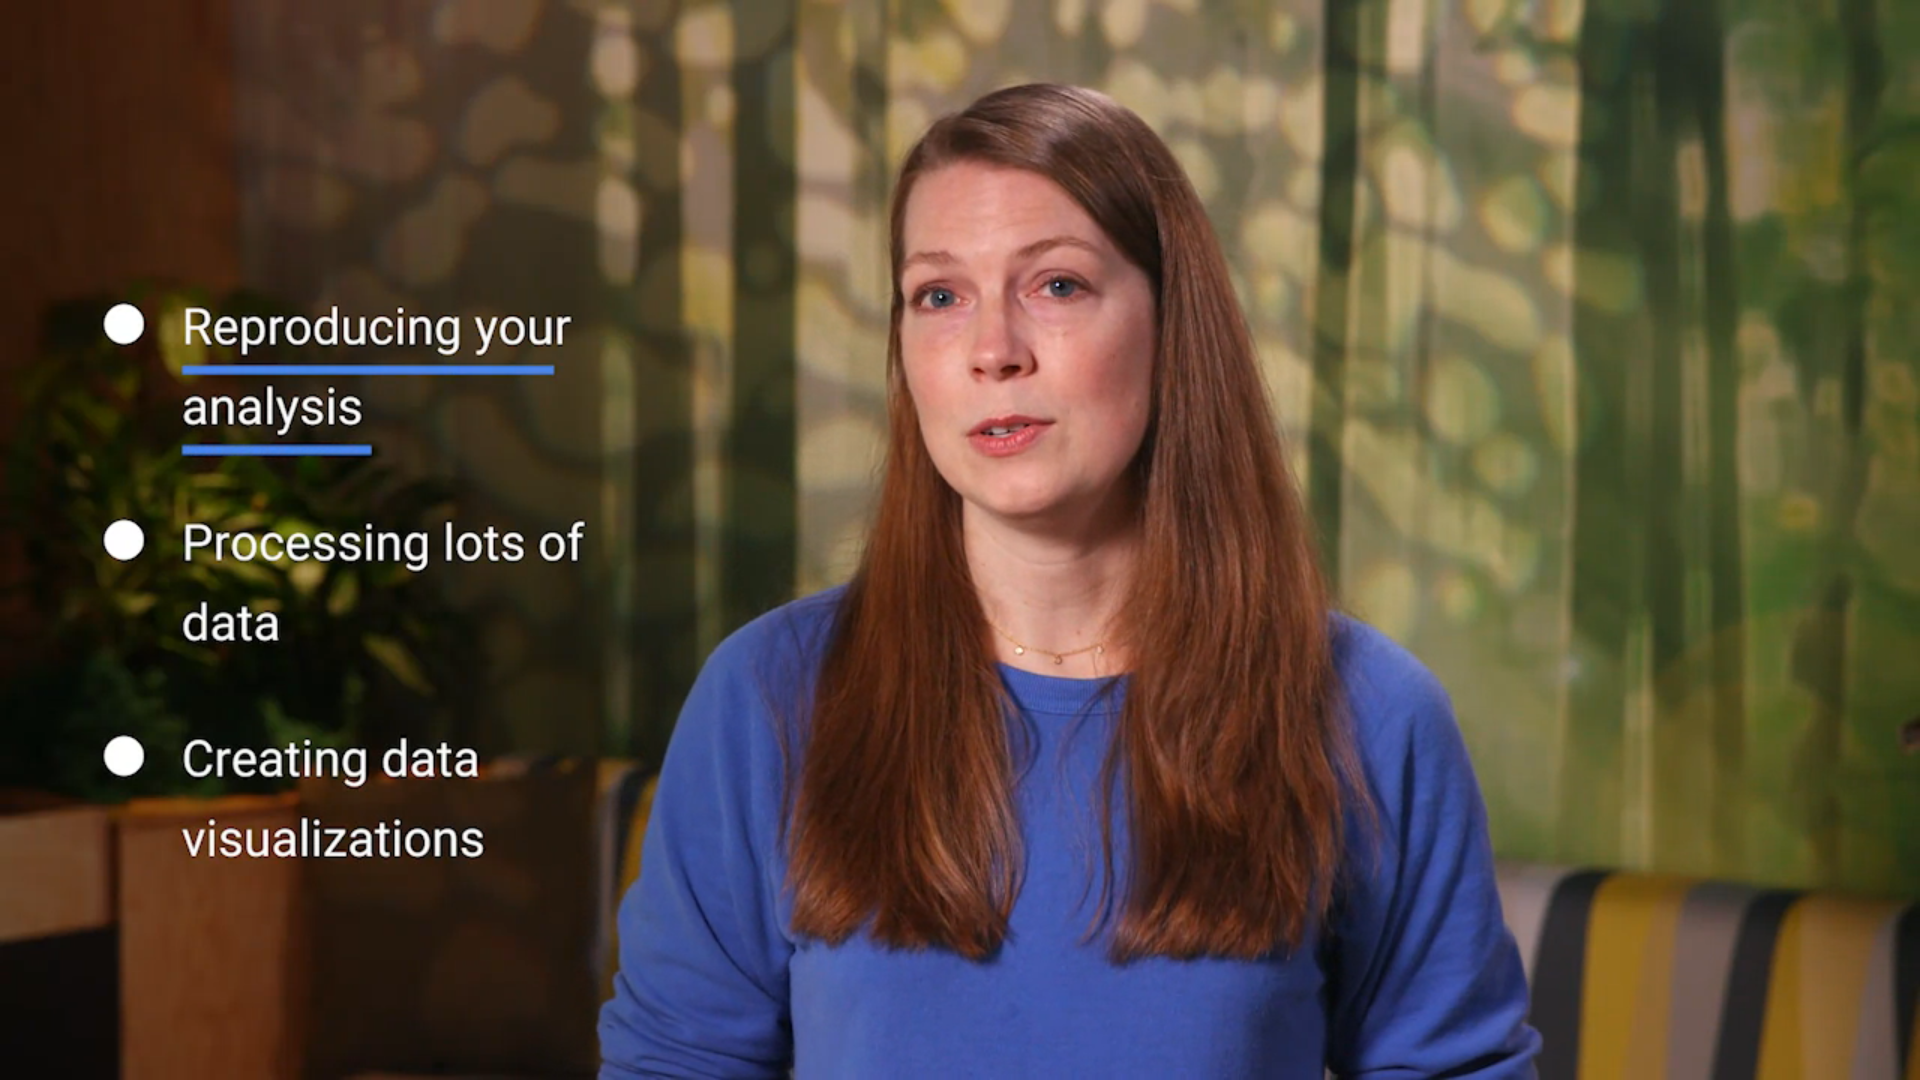 Reproducing your
analysis
Processing lots of
data
Creating data
visualizations